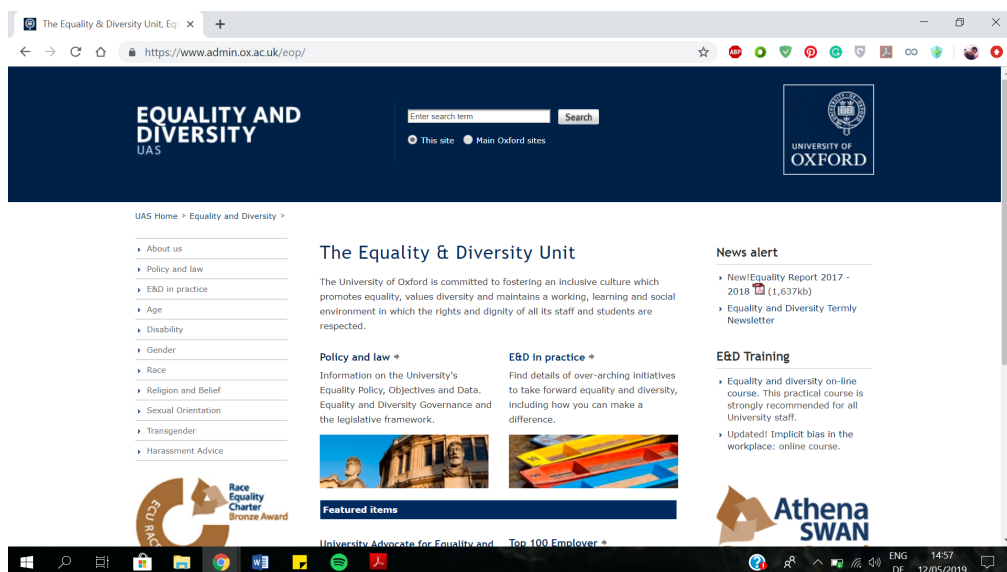 The Equality & Diversity Unit, Eq
https://www.admin.ox.ac.uk/eop/
ABP
EQUALITY AND
DIVERSITY
UAS
Enter search term
Search
This site
Main Oxford sites
UNIVERSITY OF
OXFORD
UAS Home > Equality and Diversity >
About us
Policy and law
E&D in practice
Age
Disability
Gender
Race
Religion and Belief
Sexual Orientation
Transgender
Harassment Advice
Race
Equality
Charter
Bronze Award
The Equality & Diversity Unit
The University of Oxford is committed to fostering an inclusive culture which
promotes equality, values diversity and maintains a working, learning and social
environment in which the rights and dignity of all its staff and students are
respected.
Policy and law
Information on the University's
Equality Policy, Objectives and Data.
Equality and Diversity Governance and
the legislative framework.
E&D in practice
Find details of over-arching initiatives
to take forward equality and diversity,
including how you can make a
difference.
Featured items
University Advocate for Equality and
Top 100 Employer
News alert
New!Equality Report 2017 -
2018 (1,637kb)
Equality and Diversity Termly
Newsletter
E&D Training
Equality and diversity on-line
course. This practical course is
strongly recommended for all
University staff.
Updated! Implicit bias in the
workplace: online course.
Athena
SWAN
ENG
DE
14:57
12/05/2019